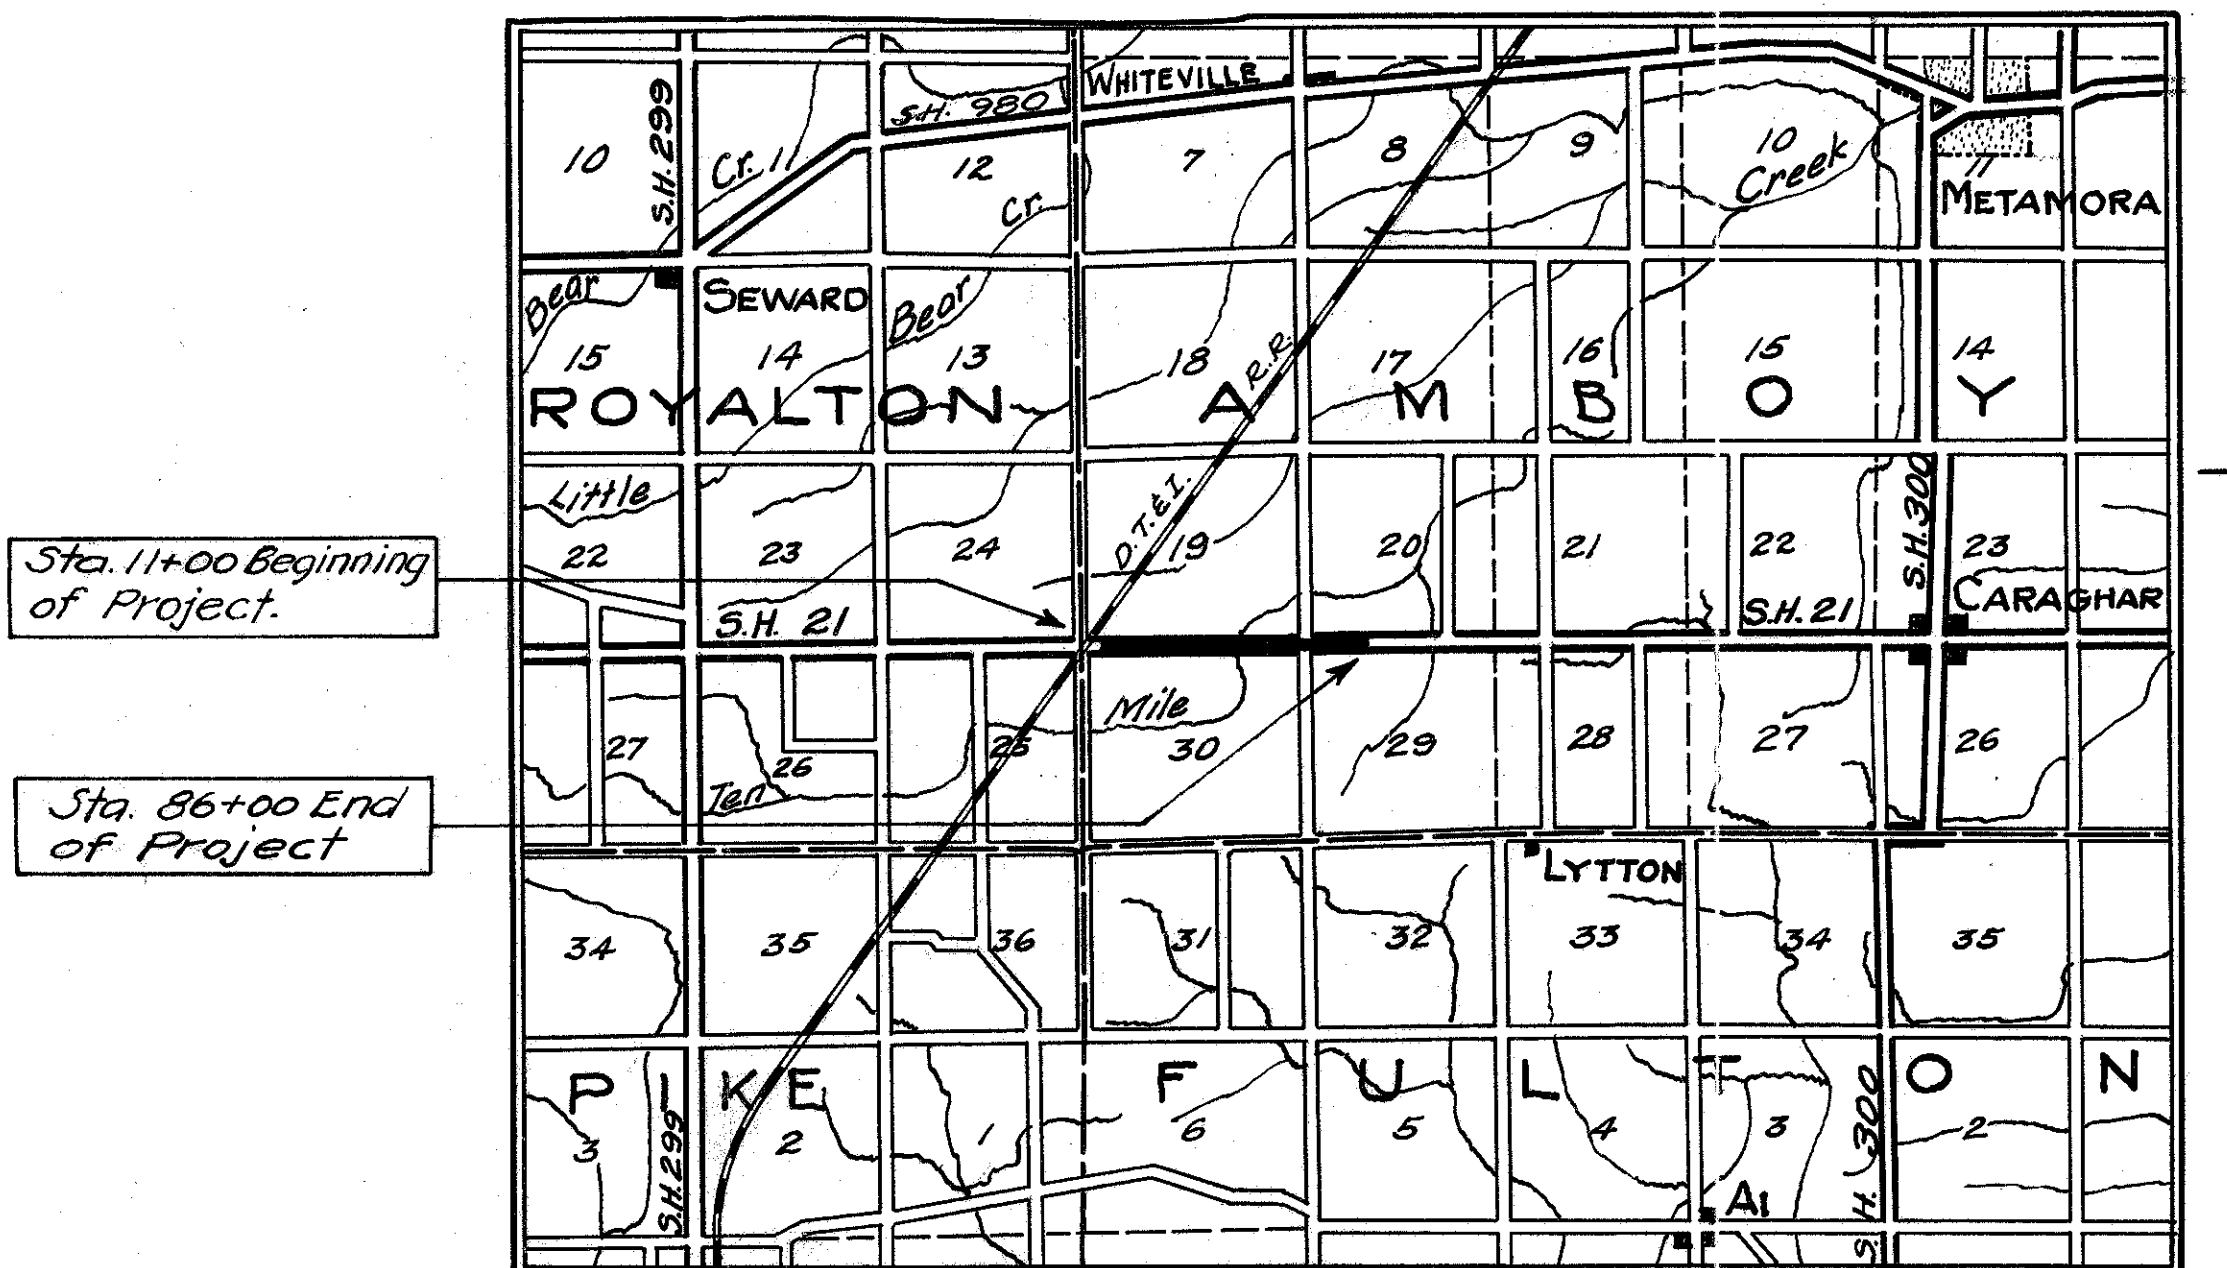 WHITEVILLE
S.H. 980
S.H. 299
10
Cr. 11
12
7
8
9
10
11
Creek
METAMORA
Cr.
Bear
SEWARD
Bear
15
14
13
18
17
16
15
14
R.R.
ROYALTON
AMBOY
Little
D.T. & I.
S.H. 300
22
23
24
19
20
21
22
23
Sta. 11+00 Beginning
of Project.
S.H. 21
S.H. 21
CARAGHAR
Mile
27
26
25
30
29
28
27
26
Ten
Sta. 86+00 End
of Project
LYTTON
34
35
36
31
32
33
34
35
PIKE
FULTON
3
2
1
6
5
4
3
2
S.H. 299
S.H. 300
AI